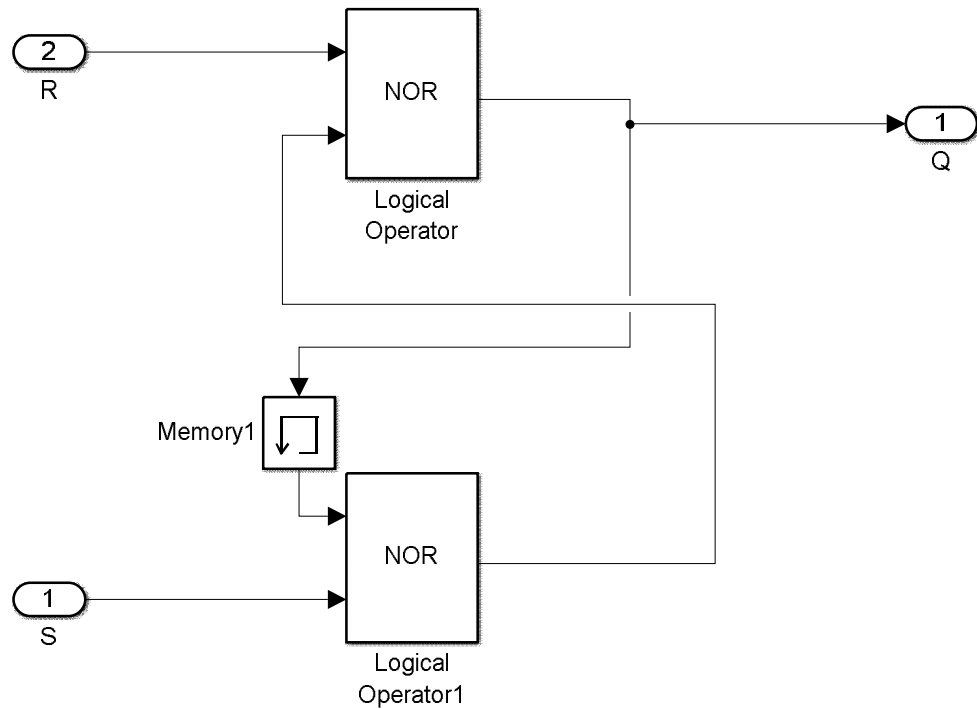 2
R
NOR
Logical
Operator
1
Q
Memory1
NOR
1
S
Logical
Operator1